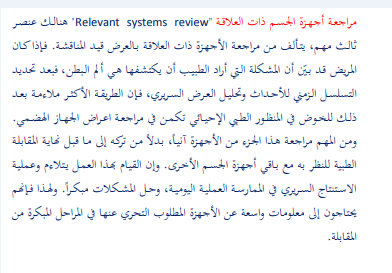 مراجعة أجهزة الجسم ذات العلاقة "Relevant systems review' هنالك عنصر
ثالث مهم، يتألف من مراجعة الأجهزة ذات العلاقة بالعرض قيد المناقشة. فإذا كان
المريض قد بيّن أن المشكلة التي أراد الطبيب أن يكتشفها هي ألم البطن، فبعد تحديد
التسلسل الزمني للأحداث وتحليل العرض السريري، فإن الطريقة الأكثر ملاءمة بعد
ذلك للخوض في المنظور الطبي الإحيائي تكمن في مراجعة اعراض الجهاز الهضمي.
ومن المهم مراجعة هذا الجزء من الأجهزة آنياً، بدلاً من تركه إلى ما قبل نهاية المقابلة
الطبية للنظر به مع باقي أجهزة الجسم الأخرى. وإن القيام بهذا العمل يتلاءم وعملية
الاستنتاج السريري في الممارسة العملية اليومية، وحل المشكلات مبكراً. ولهذا فإنهم
يحتاجون إلى معلومات واسعة عن الأجهزة المطلوب التحري عنها في المراحل المبكرة من
المقابلة.